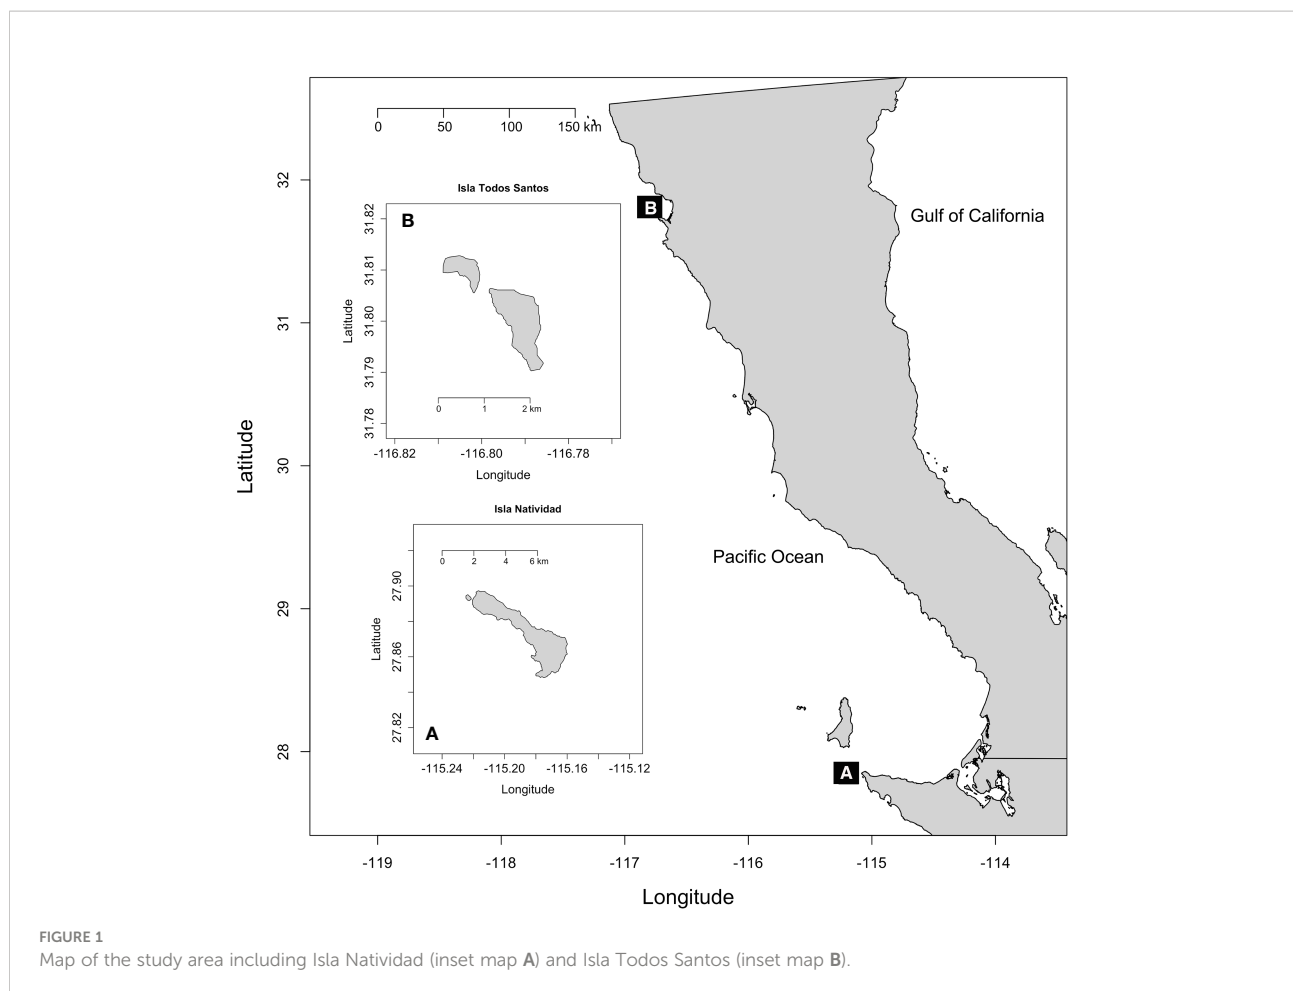 0 50 100 150 km
32
31
30
29
28
Latitude
-119 -118 -117 -116 -115 -114
Longitude
Gulf of California
Pacific Ocean
B
A
Isla Todos Santos
B
31.82
31.81
31.80
31.79
31.78
Latitude
0 1 2 km
-116.82 -116.80 -116.78
Longitude
Isla Natividad
0 2 4 6 km
27.90
27.86
27.82
Latitude
A
-115.24 -115.20 -115.16 -115.12
Longitude
FIGURE 1
Map of the study area including Isla Natividad (inset map A) and Isla Todos Santos (inset map B).